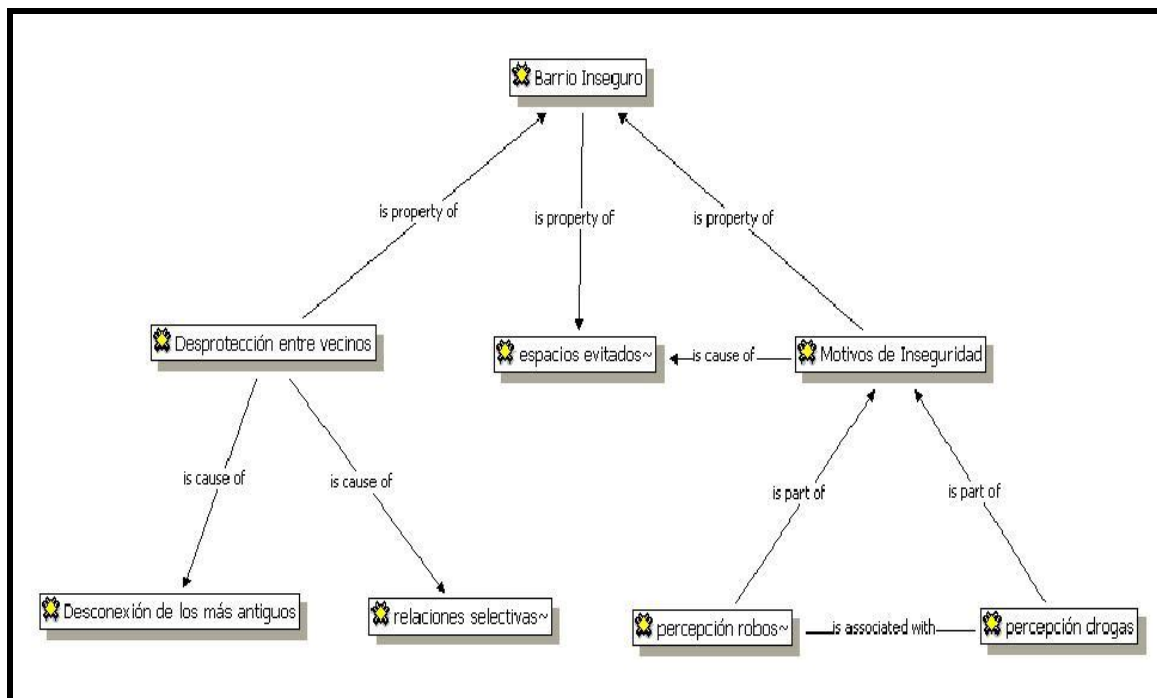 Barrio Inseguro
is property of
is property of
is property of
Desprotección entre vecinos
espacios evitados~
is cause of
Motivos de Inseguridad
is cause of
is cause of
is part of
is part of
Desconexión de los más antiguos
relaciones selectivas~
percepción robos~
is associated with
percepción drogas